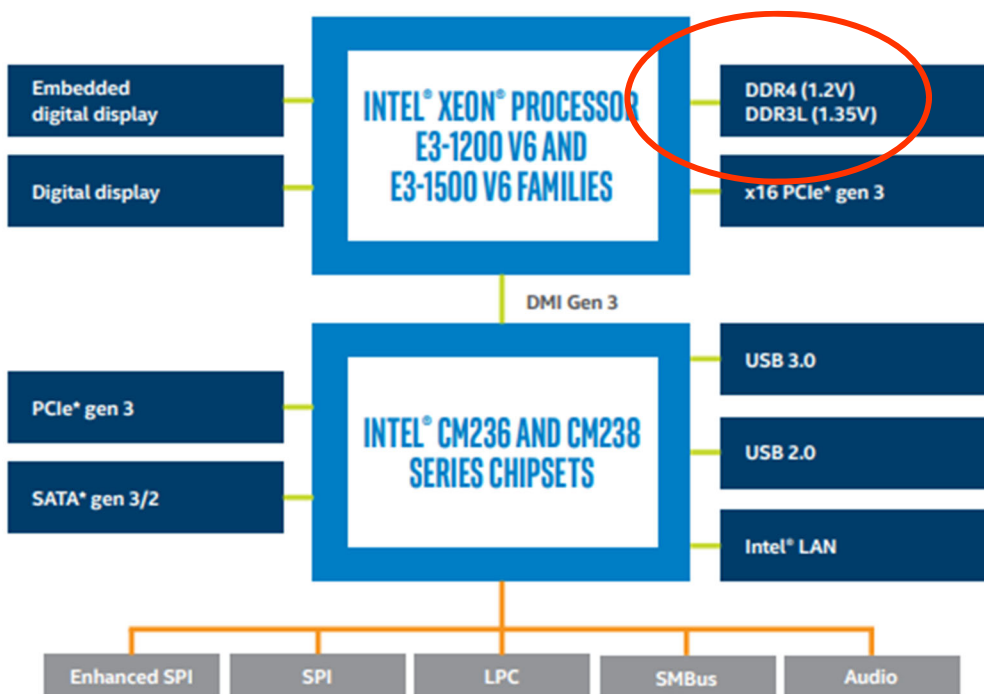 Embedded
digital display
Digital display
INTEL® XEON® PROCESSOR
E3-1200 V6 AND
E3-1500 V6 FAMILIES
DDR4 (1.2V)
DDR3L (1.35V)
x16 PCIe* gen 3
DMI Gen 3
PCIe* gen 3
SATA* gen 3/2
INTEL® CM236 AND CM238
SERIES CHIPSETS
USB 3.0
USB 2.0
Intel® LAN
Enhanced SPI
SPI
LPC
SMBus
Audio